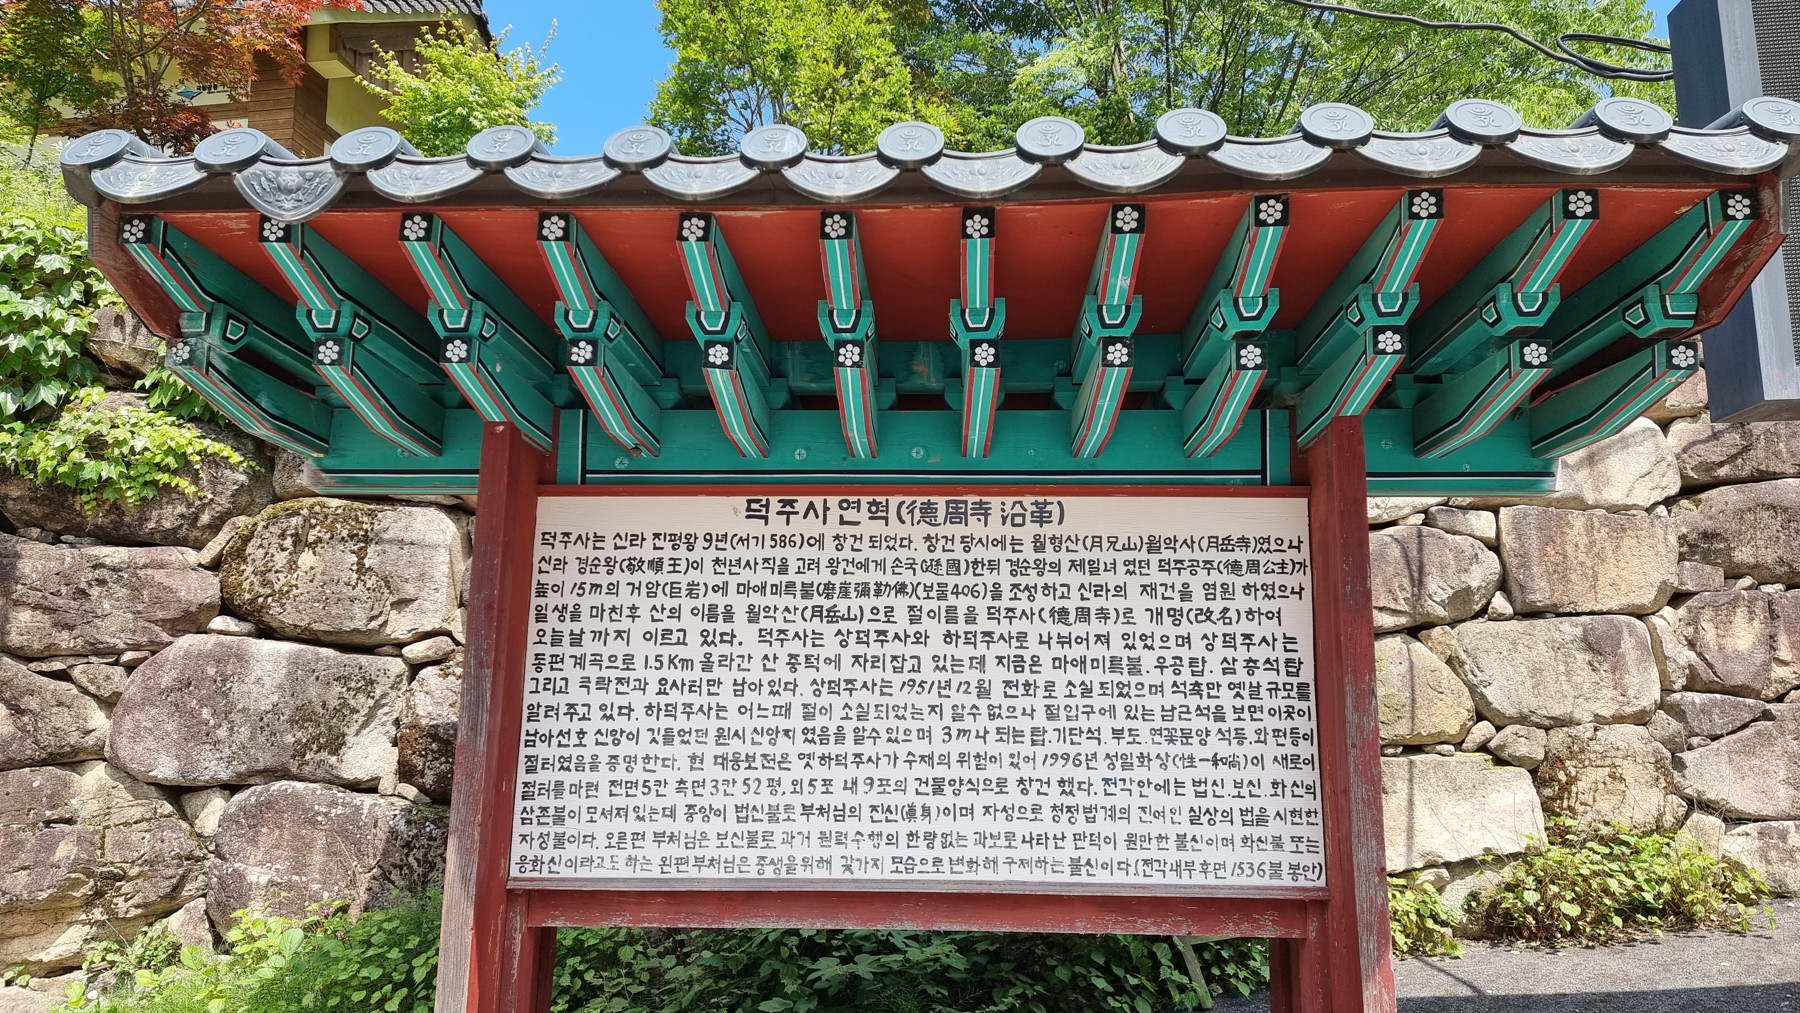 덕주사연혁(德周寺 沿革)
덕주사는 신라 진평왕 9년(서기 586)에 창건 되었다. 창건 당시에는 월형산(月兄山)월악사(月岳寺)였으나
신라 경순왕(敬順王)이 천년사직을 고려 왕건에게 손국(遜國)한뒤 경순왕의 제일녀 였던 덕주공주(德周公主)가
높이 15m의 거암(巨岩)에 마애미륵불(磨崖彌勒佛)(보물406)을 조성하고 신라의 재건을 염원 하였으나
일생을 마친후 산의 이름을 월악산(月岳山)으로 절이름을 덕주사(德周寺)로 개명(改名)하여
오늘날 까지 이르고 있다. 덕주사는 상덕주사와 하덕주사로 나뉘어져 있었으며 상덕주사는
동편계곡으로 1.5Km 올라간 산 중턱에 자리잡고 있는데 지금은 마애미륵불. 우공탑. 삼층석탑
그리고 극락전과 요사터만 남아있다. 상덕주사는 1951년 12월 전화로 소실되었으며 석축만 옛날 규모를
알려주고 있다. 하덕주사는 어느때 절이 소실되었는지 알수없으나 절입구에 있는 남근석을 보면 이곳이
남아선호 신앙이 깃들었던 원시신앙지 였음을 알수있으며 3m나 되는 탑.기단석. 부도. 연꽃문양 석등. 와편등이
절터였음을 증명한다. 현 대웅보전은 옛 하덕주사가 수재의 위험이 있어 1996년 성일화상(性一和尙)이 새로이
절터를 마련 전면5칸 측면3칸 52평. 외5포 내9포의 건물양식으로 창건 했다. 전각안에는 법신. 보신. 화신의
삼존불이 모셔져 있는데 중앙이 법신불로 부처님의 진신(眞身)이며 자성으로 청정법계의 진여인 실상의 법을 시현한
자성불이다. 오른편 부처님은 보신불로 과거 원력수행의 한량없는 과보로 나타난 만덕이 원만한 불신이며 화신불 또는
응화신이라고도 하는 왼편부처님은 중생을위해 갖가지 모습으로 변화해 구제하는 불신이다.(전각내부후면 1536불 봉안)